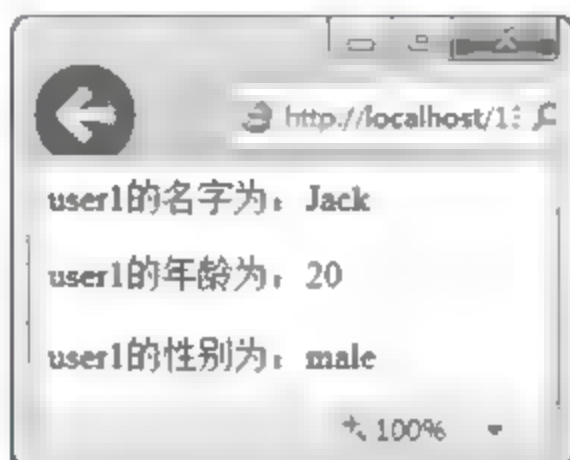 http://localhost/1
user1的名字为：Jack
user1的年龄为：20
user1的性别为：male
100%